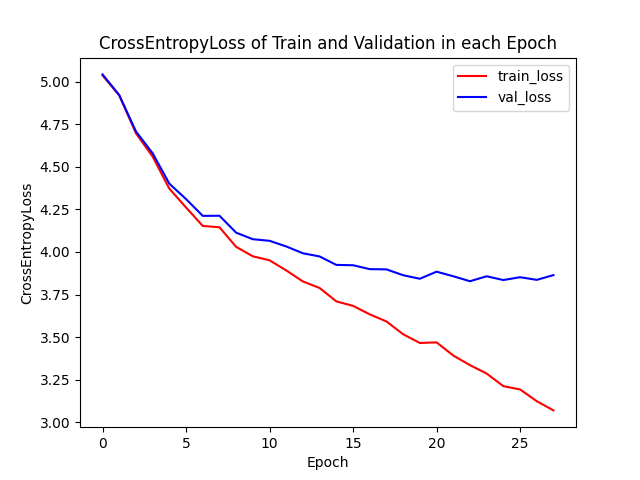 CrossEntropyLoss of Train and Validation in each Epoch
train_loss
val_loss
CrossEntropyLoss
5.00
4.75
4.50
4.25
4.00
3.75
3.50
3.25
3.00
0 5 10 15 20 25
Epoch